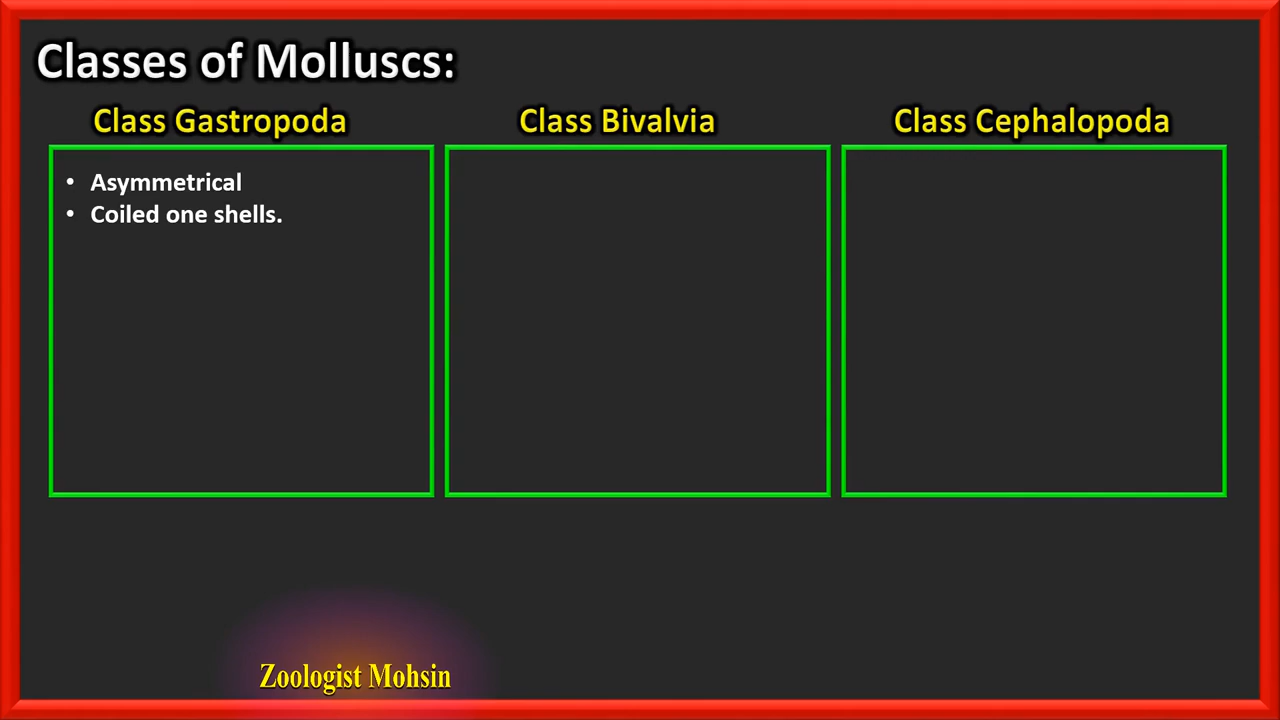 Classes of Molluscs:
Class Gastropoda
Class Bivalvia
Class Cephalopoda
• Asymmetrical
• Coiled one shells.
Zoologist Mohsin